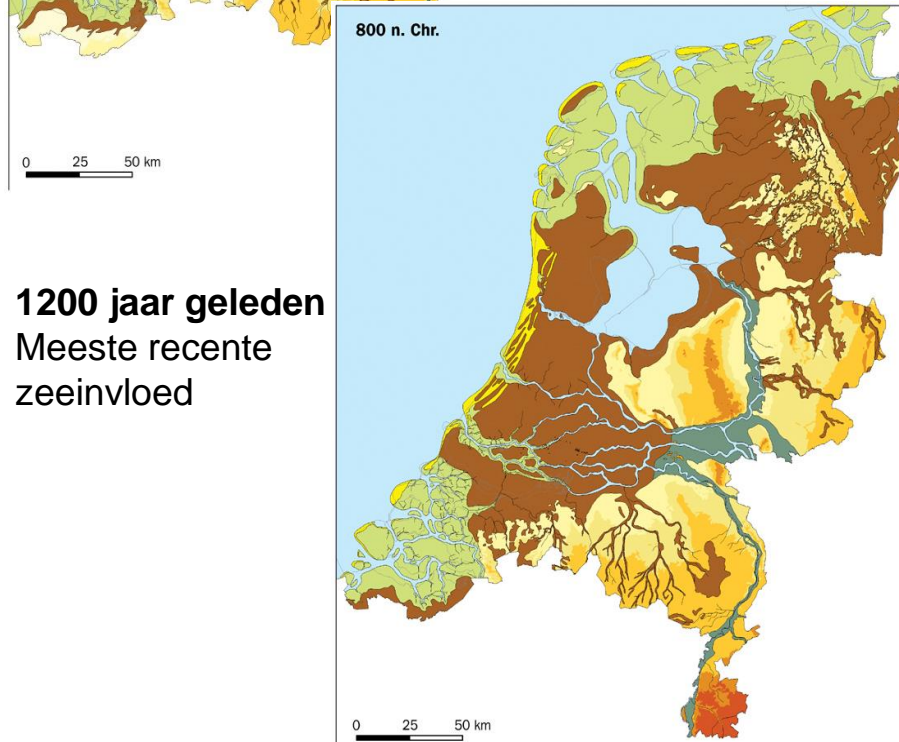 800 n. Chr.
0 25 50 km
1200 jaar geleden
Meeste recente
zeeinvloed
0 25 50 km